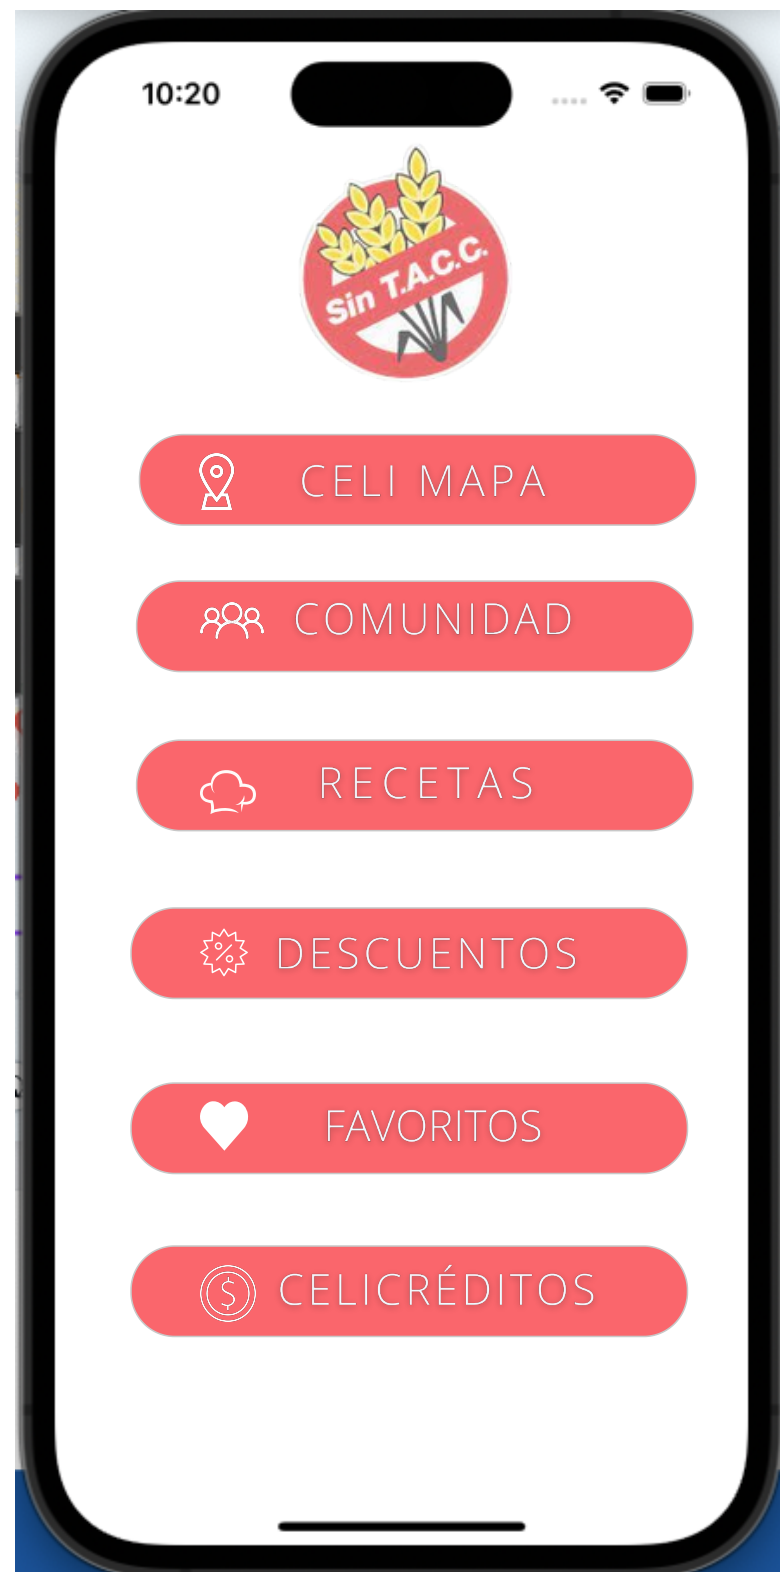 10:20
Sin T.A.C.C.
CELI MAPA
COMUNIDAD
RECETAS
DESCUENTOS
FAVORITOS
$ CELICRÉDITOS